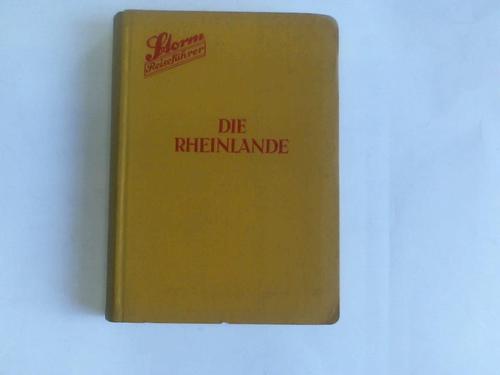 Storm
Reiseführer
DIE
RHEINLANDE